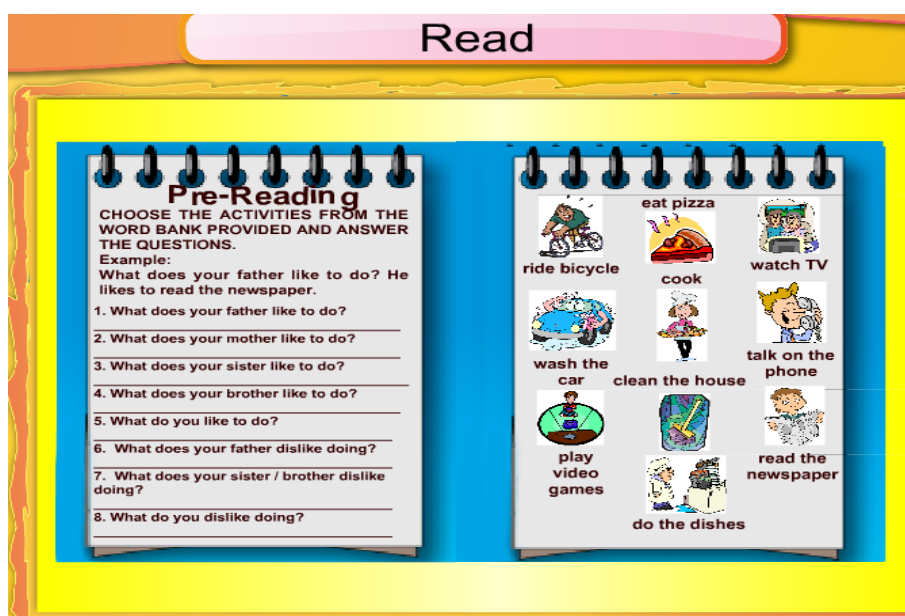 Read
Pre-Reading
CHOOSE THE ACTIVITIES FROM THE
WORD BANK PROVIDED AND ANSWER
THE QUESTIONS.
Example:
What does your father like to do? He
likes to read the newspaper.
1. What does your father like to do?
2. What does your mother like to do?
3. What does your sister like to do?
4. What does your brother like to do?
5. What do you like to do?
6. What does your father dislike doing?
7. What does your sister / brother dislike
doing?
8. What do you dislike doing?
eat pizza
ride bicycle
watch TV
cook
wash the
car
talk on the
phone
clean the house
play
video
games
read the
newspaper
do the dishes